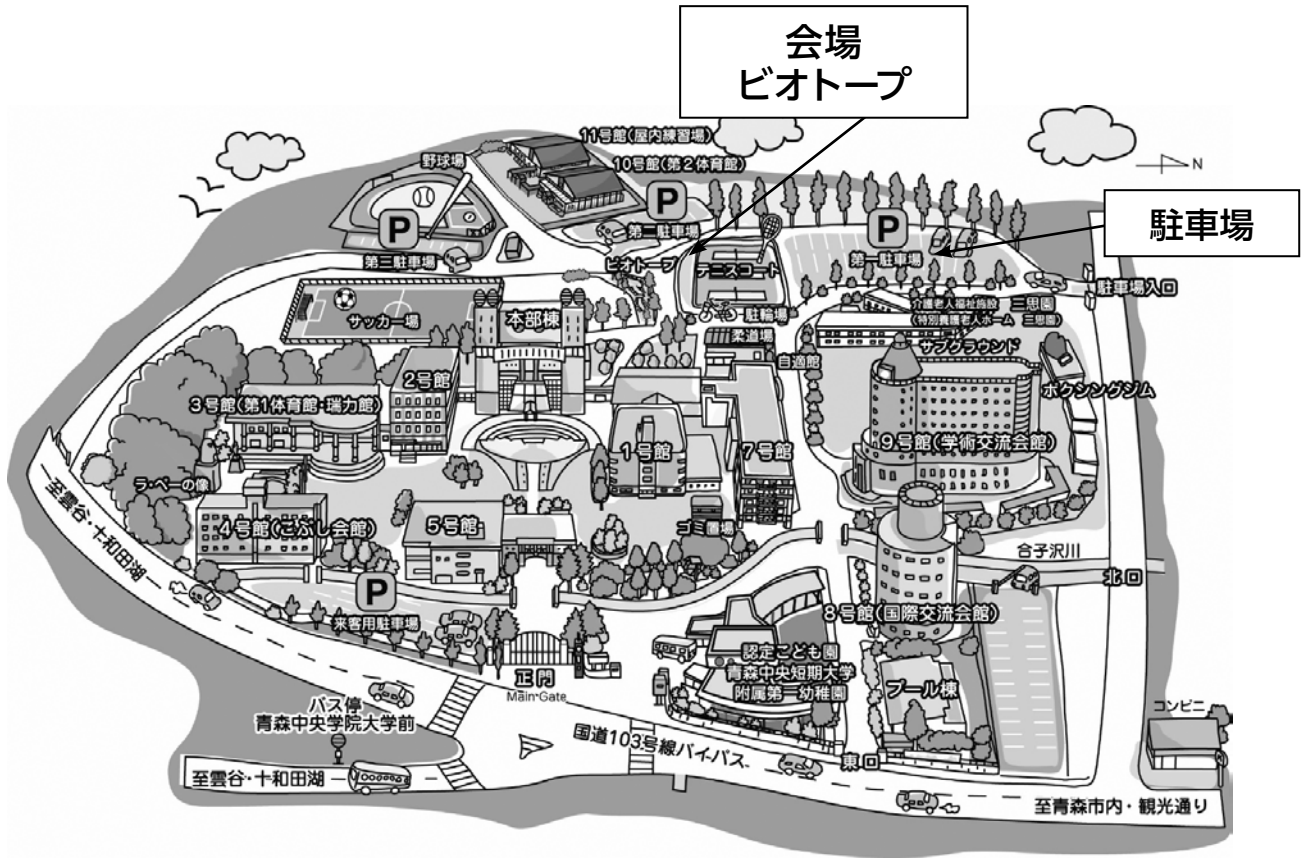 会場
ビオトープ
11号館(屋内練習場)
10号館(第2体育館)
野球場
N
P
P
P
駐車場
第二駐車場
第三駐車場
ビオトープ
テニスコート
第一駐車場
駐車場入口
サッカー場
本部棟
駐輪場
柔道場
自適館
介護老人福祉施設 三思園
(特別養護老人ホーム 三思園)
サブグラウンド
ボクシングジム
2号館
3号館(第1体育館・瑞力館)
1号館
7号館
9号館(学術交流会館)
ラ・ペーの像
4号館(こぶし会館)
5号館
ゴミ置場
合子沢川
北口
至雲谷・十和田湖
P
来客用駐車場
8号館(国際交流会館)
認定こども園
青森中央短期大学
附属第一幼稚園
プール棟
正門
Main Gate
バス停
青森中央学院大学前
コンビニ
国道103号線バイパス
東口
至雲谷・十和田湖
至青森市内・観光通り